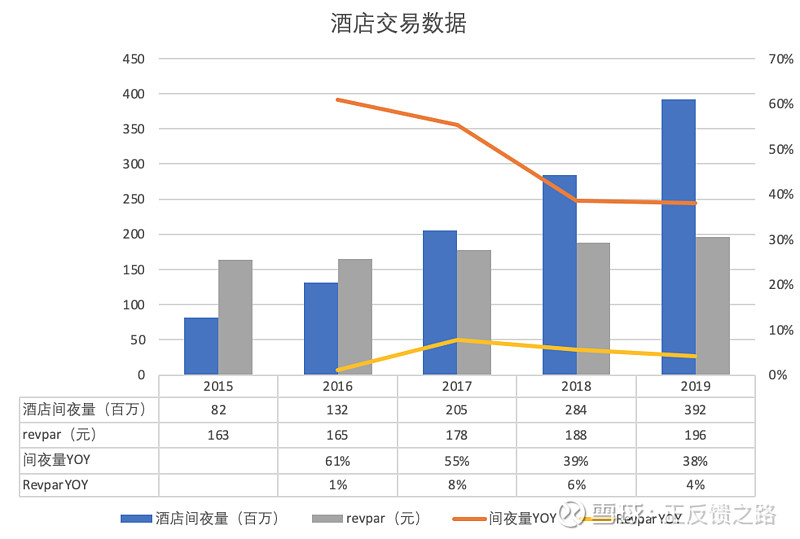 酒店交易数据
450 70%
400 60%
350 50%
300 40%
250
200 30%
150 20%
100
50 10%
0 0%
2015 2016 2017 2018 2019
酒店间夜量（百万） 82 132 205 284 392
revpar（元） 163 165 178 188 196
间夜量YOY 61% 55% 39% 38%
RevparYOY 1% 8% 6% 4%
酒店间夜量（百万） revpar（元） 间夜量YOY RevparYOY
雪球：正反馈之路